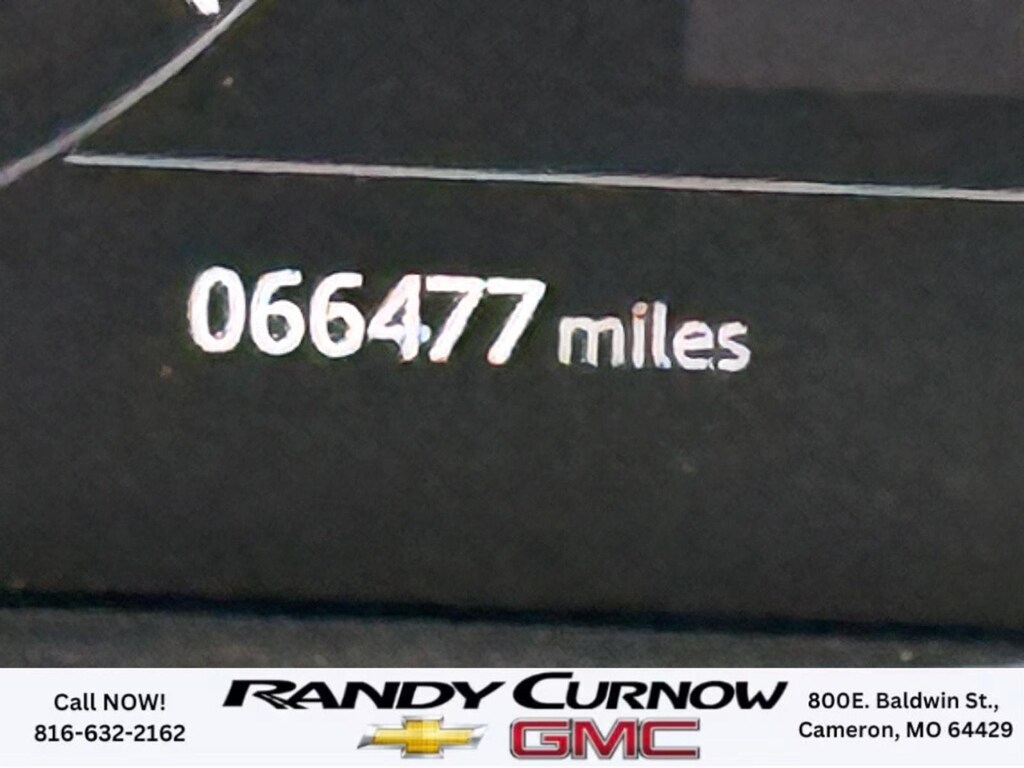 066477 miles
Call NOW!
816-632-2162
RANDY CURNOW
GMC
800E. Baldwin St.,
Cameron, MO 64429